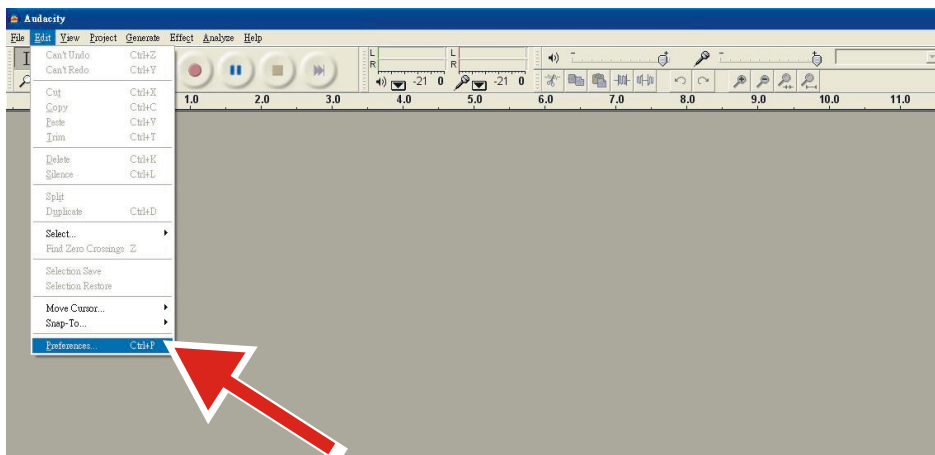 Audacity
File Edit View Project Generate Effect Analyze Help
Can't Undo Ctrl+Z
Can't Redo Ctrl+Y
Cut Ctrl+X
Copy Ctrl+C
Paste Ctrl+V
Trim Ctrl+T
Delete Ctrl+K
Silence Ctrl+L
Split
Duplicate Ctrl+D
Select...
Find Zero Crossings Z
Selection Save
Selection Restore
Move Cursor...
Snap-To...
Preferences... Ctrl+P
L L
R R
-21 0 -21 0
1.0 2.0 3.0 4.0 5.0 6.0 7.0 8.0 9.0 10.0 11.0